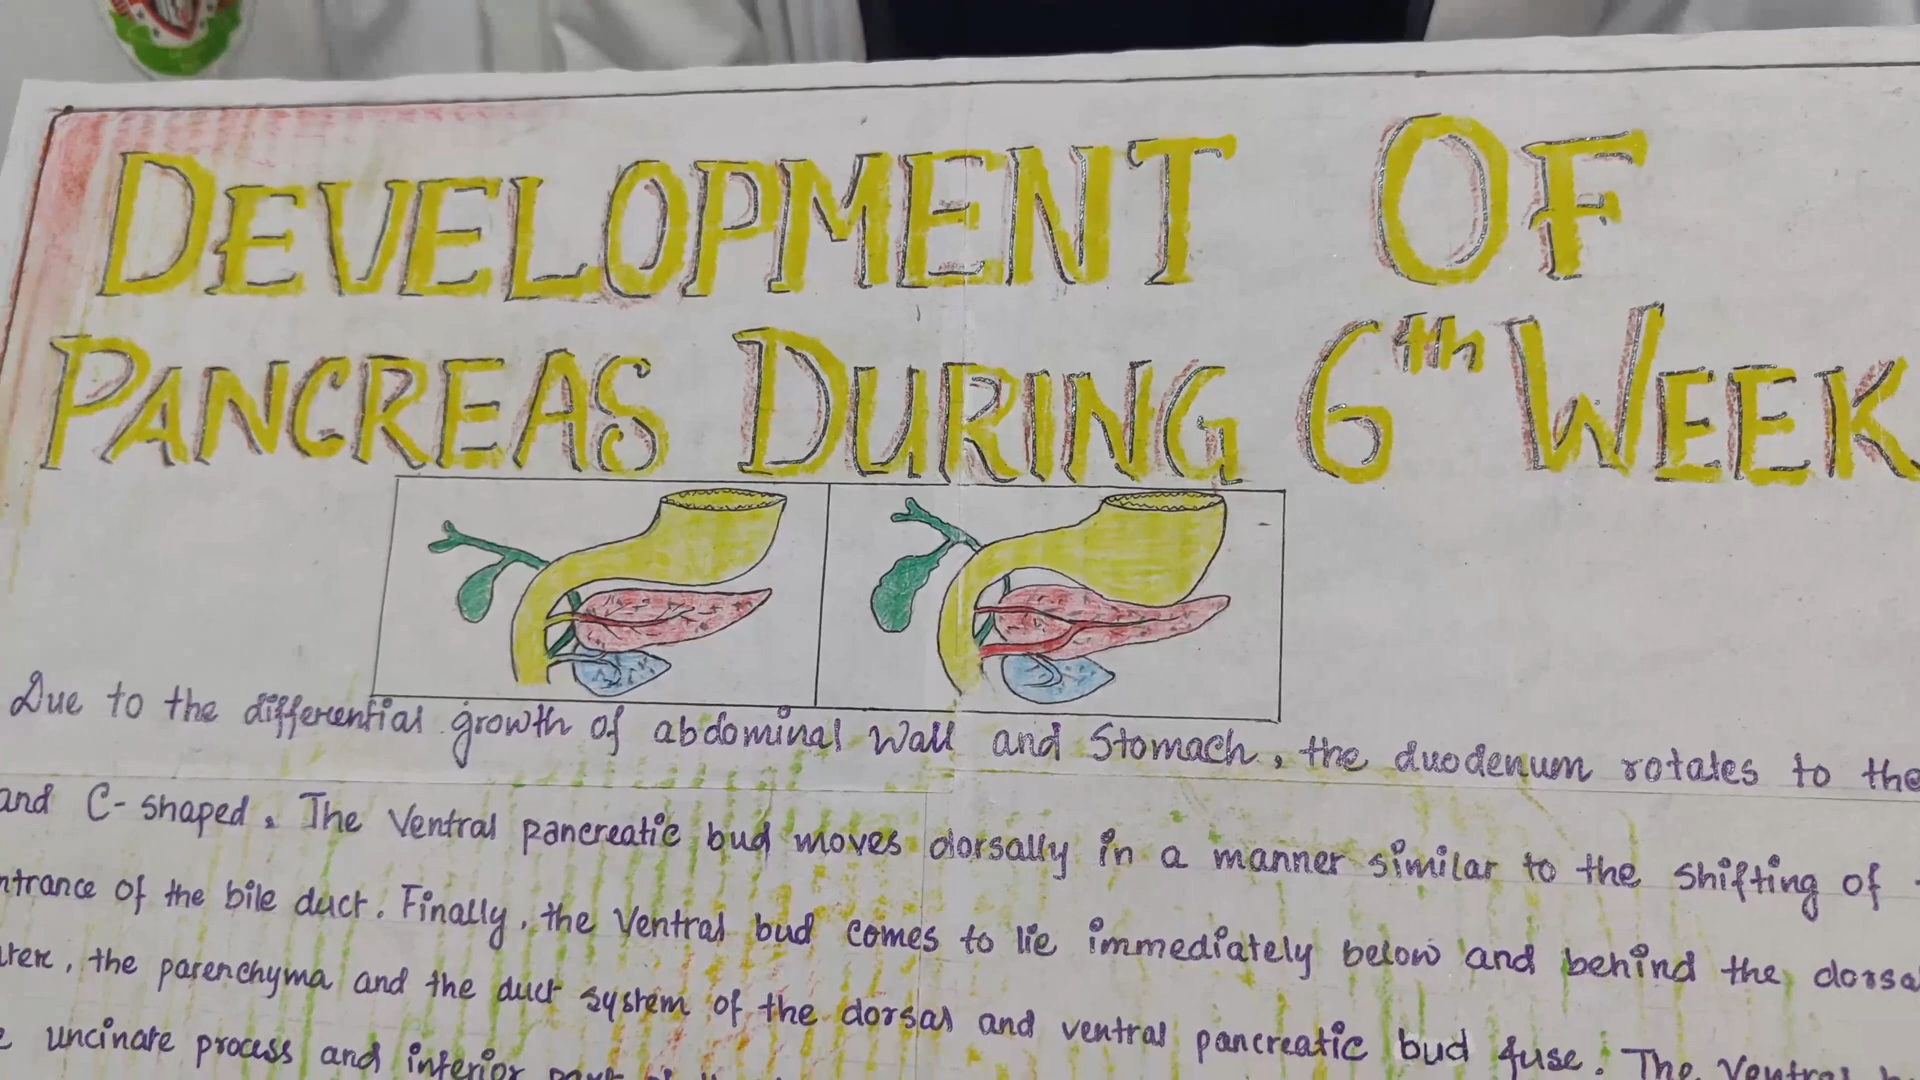 DEVELOPMENT OF
PANCREAS DURING 6th WEEK
Due to the differential growth of abdominal wall and Stomach, the duodenum rotates to the
and C-shaped. The Ventral pancreatic bud moves dorsally in a manner similar to the shifting of
of the bile duct. Finally, the Ventral bud comes to lie immediately below and behind the
the parenchyma and the duct system of the dorsal and ventral pancreatic bud fuse. The
uncinate process and inferior